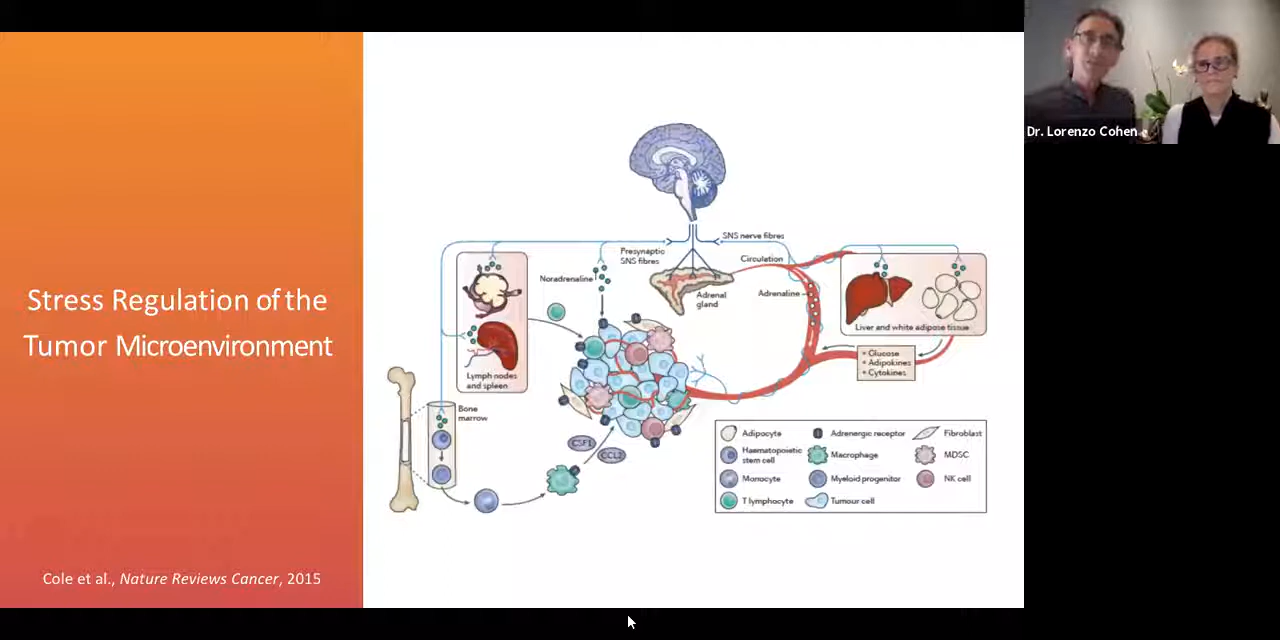 Stress Regulation of the
Tumor Microenvironment
Cole et al., Nature Reviews Cancer, 2015
SNS nerve fibres
Presynaptic
SNS fibres
Circulation
Noradrenaline
Adrenal
gland
Adrenaline
Liver and white adipose tissue
Lymph nodes
and spleen
• Glucose
• Adipokines
• Cytokines
Bone
marrow
CSF1
CCL2
Adipocyte
Adrenergic receptor
Fibroblast
Haematopoietic
stem cell
Macrophage
MDSC
Monocyte
Myeloid progenitor
NK cell
T lymphocyte
Tumour cell
Dr. Lorenzo Cohen